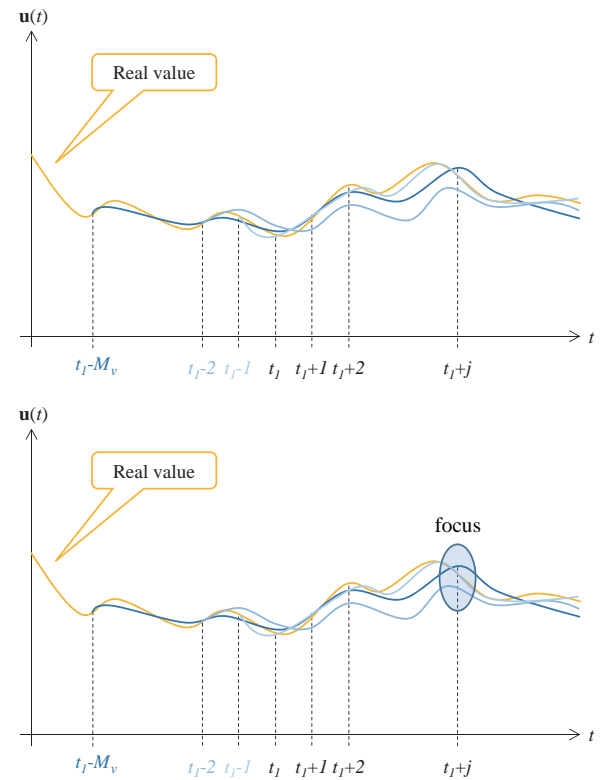 u(t)
Real value
t
t₁-Mᵥ t₁-2 t₁-1 t₁ t₁+1 t₁+2 t₁+j
u(t)
Real value
focus
t
t₁-Mᵥ t₁-2 t₁-1 t₁ t₁+1 t₁+2 t₁+j